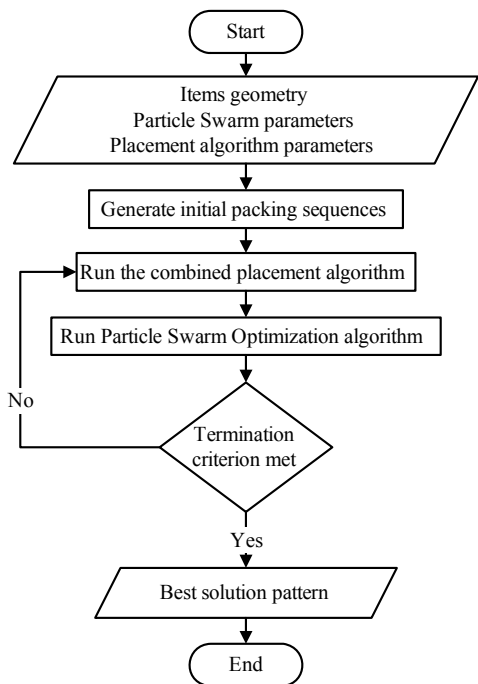 Start
Items geometry
Particle Swarm parameters
Placement algorithm parameters
Generate initial packing sequences
Run the combined placement algorithm
Run Particle Swarm Optimization algorithm
No
Termination
criterion met
Yes
Best solution pattern
End